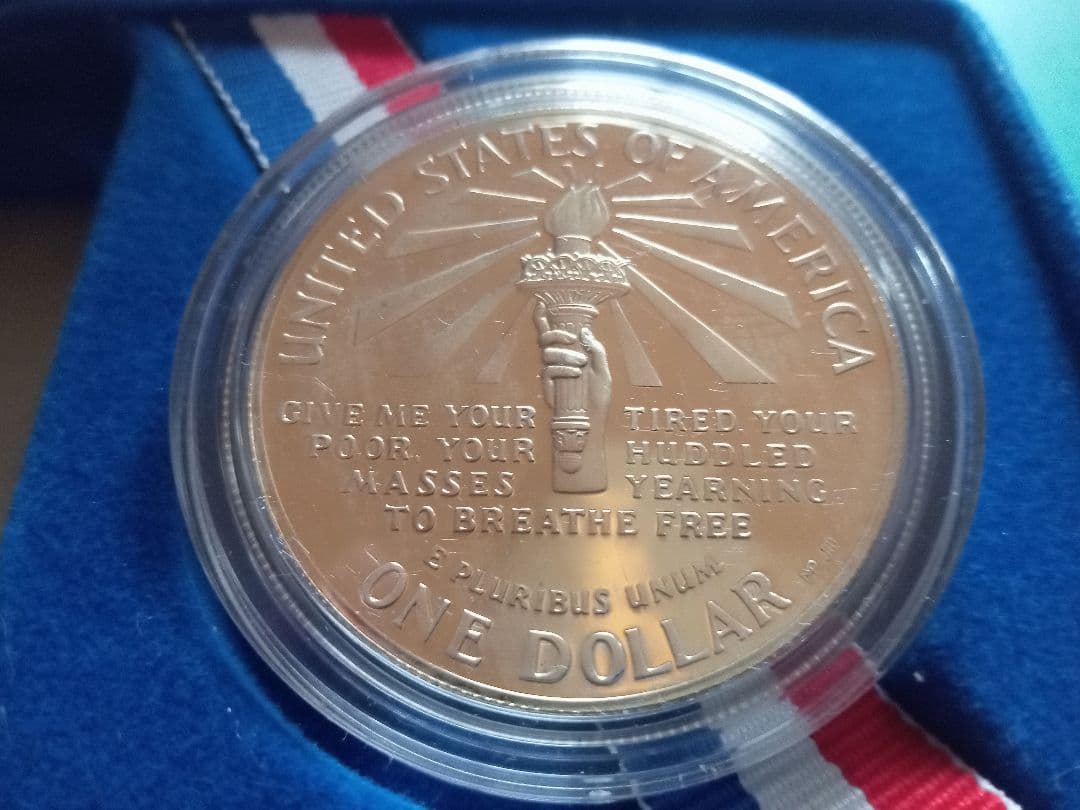 UNITED STATES OF AMERICA
GIVE ME YOUR TIRED, YOUR
POOR, YOUR HUDDLED
MASSES YEARNING
TO BREATHE FREE
E PLURIBUS UNUM
ONE DOLLAR